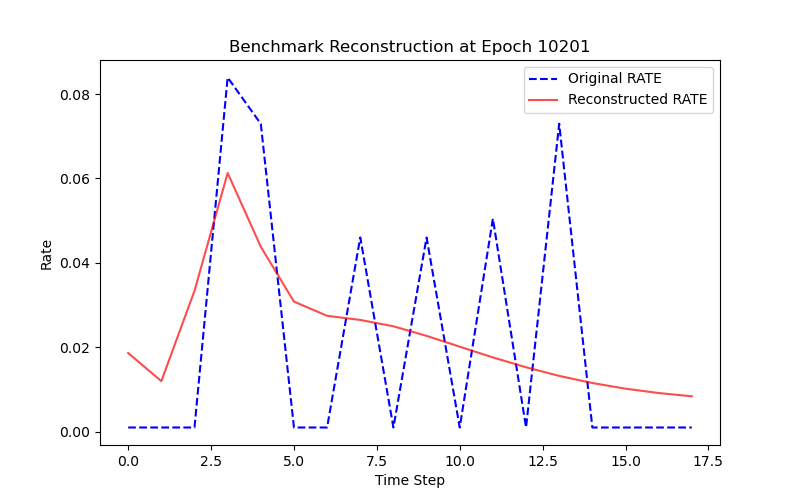 Benchmark Reconstruction at Epoch 10201
Original RATE
Reconstructed RATE
0.08
0.06
0.04
0.02
0.00
Rate
0.0 2.5 5.0 7.5 10.0 12.5 15.0 17.5
Time Step